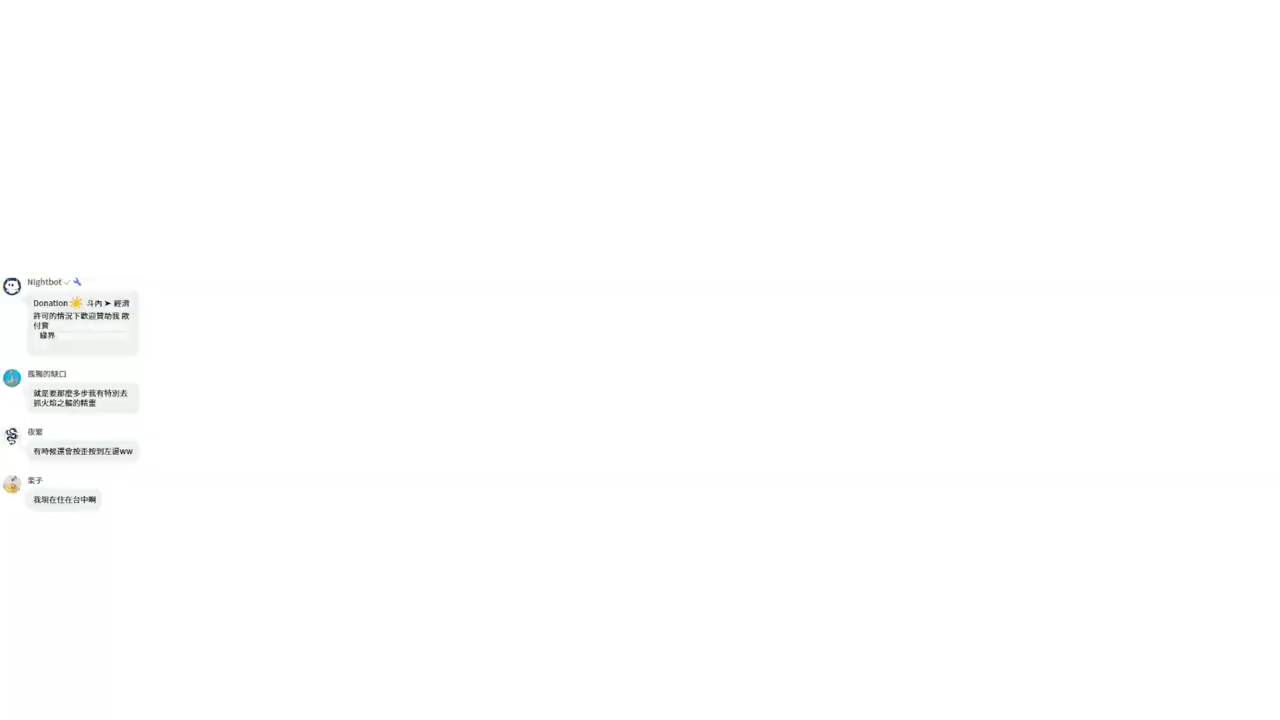 Nightbot
Donation ☀ 斗內 ➤ 經濟
許可的情況下歡迎贊助我 歐
付寶
綠界
孤獨的缺口
就是要那麼多步我有特別去
抓火焰之軀的精靈
夜繁
有時候還會按歪按到左邊ww
栗子
我現在住在台中啊